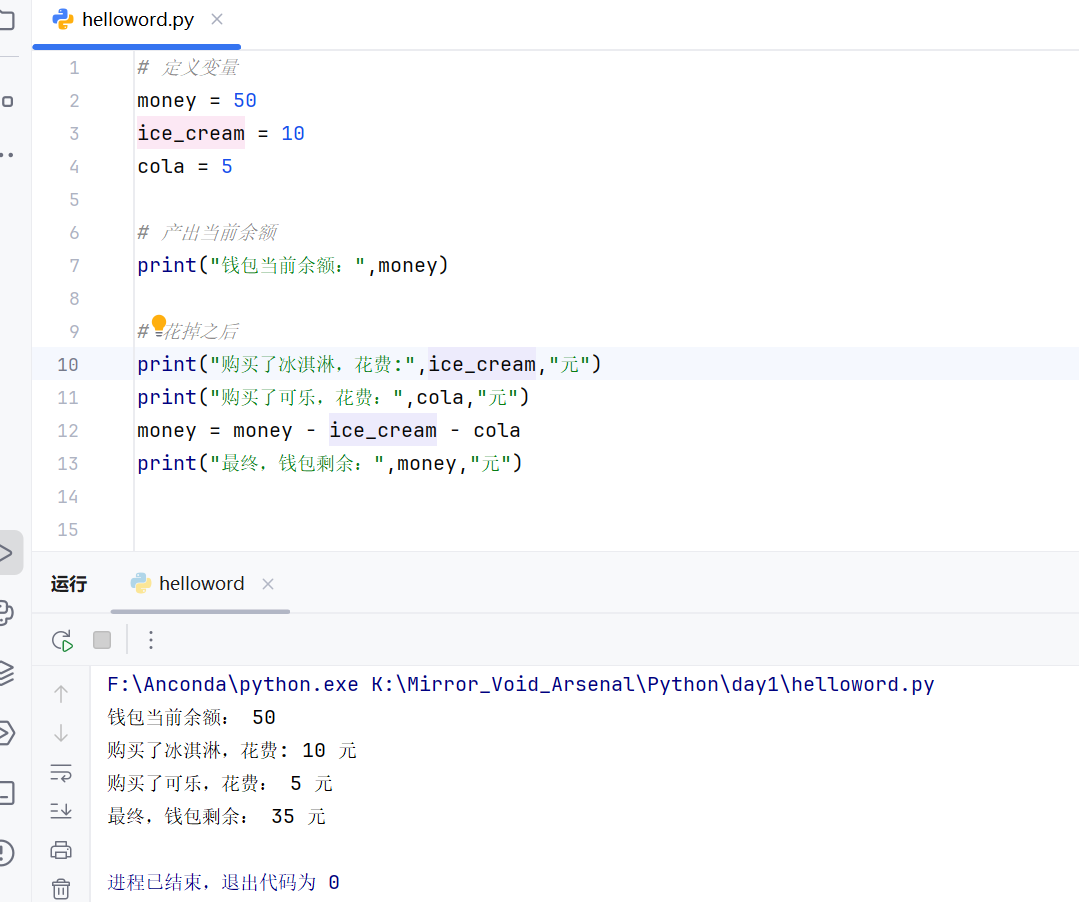 helloword.py
1 # 定义变量
2 money = 50
3 ice_cream = 10
4 cola = 5
5
6 # 产出当前余额
7 print("钱包当前余额：",money)
8
9 # 花掉之后
10 print("购买了冰淇淋，花费:",ice_cream,"元")
11 print("购买了可乐，花费：",cola,"元")
12 money = money - ice_cream - cola
13 print("最终，钱包剩余：",money,"元")
14
15
运行 helloword
F:\Anconda\python.exe K:\Mirror_Void_Arsenal\Python\day1\helloword.py
钱包当前余额： 50
购买了冰淇淋，花费: 10 元
购买了可乐，花费： 5 元
最终，钱包剩余： 35 元
进程已结束，退出代码为 0